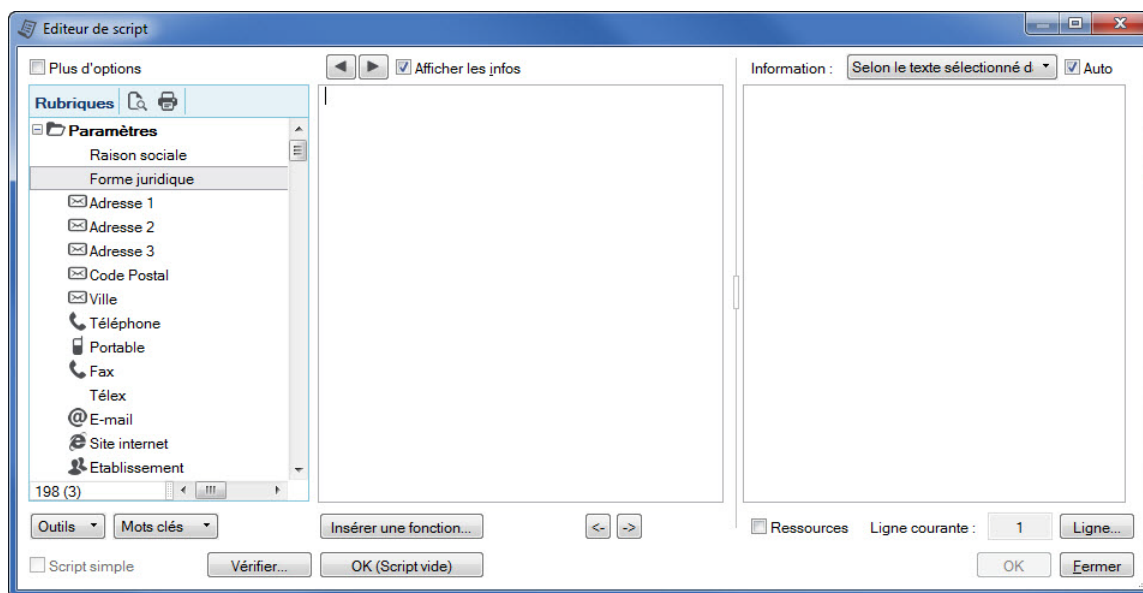 Editeur de script
Plus d'options
Afficher les infos
Information :
Selon le texte sélectionné d
Auto
Rubriques
Paramètres
Raison sociale
Forme juridique
Adresse 1
Adresse 2
Adresse 3
Code Postal
Ville
Téléphone
Portable
Fax
Télex
@ E-mail
Site internet
Etablissement
198 (3)
Outils
Mots clés
Insérer une fonction...
<-
->
Ressources
Ligne courante :
1
Ligne...
Script simple
Vérifier...
OK (Script vide)
OK
Fermer